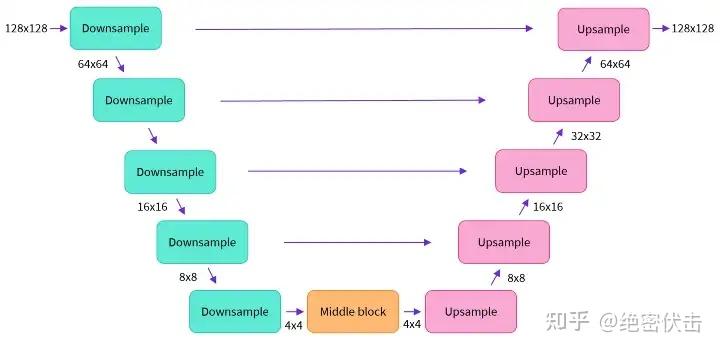 128x128 Downsample Upsample 128x128
64x64 64x64
Downsample Upsample
32x32
Downsample Upsample
16x16 16x16
Downsample Upsample
8x8 8x8
Downsample Middle block Upsample
4x4 4x4
知乎 @绝密伏击